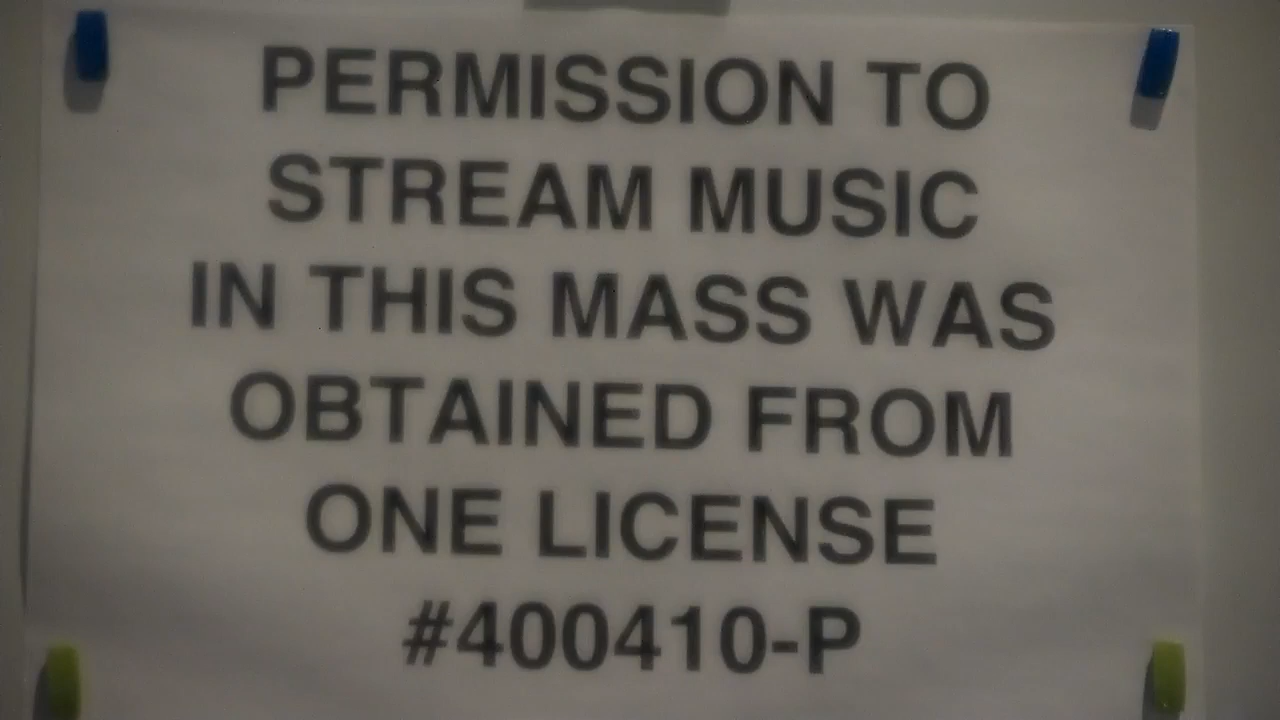 PERMISSION TO
STREAM MUSIC
IN THIS MASS WAS
OBTAINED FROM
ONE LICENSE
#400410-P